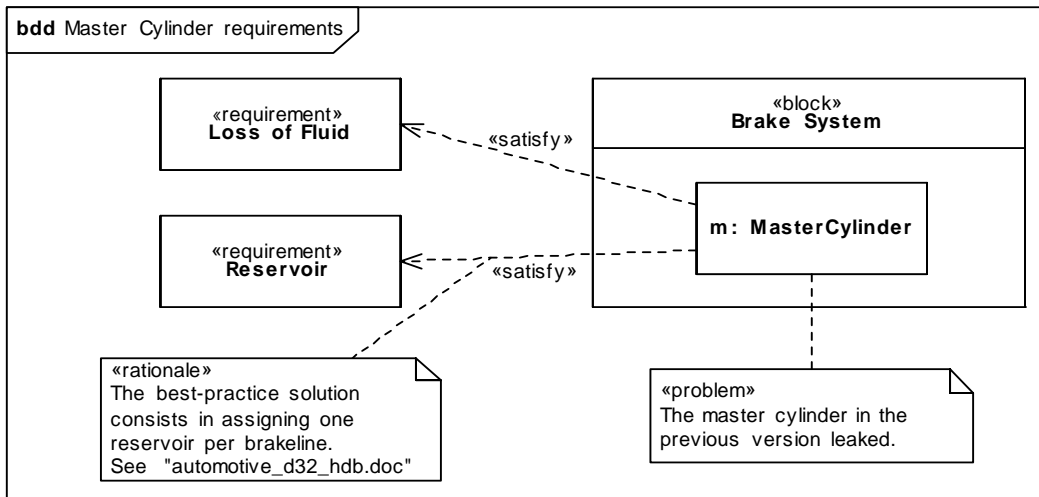 bdd Master Cylinder requirements
«requirement»
Loss of Fluid
«satisfy»
«block»
Brake System
m: MasterCylinder
«requirement»
Reservoir
«satisfy»
«rationale»
The best-practice solution
consists in assigning one
reservoir per brakeline.
See "automotive_d32_hdb.doc"
«problem»
The master cylinder in the
previous version leaked.